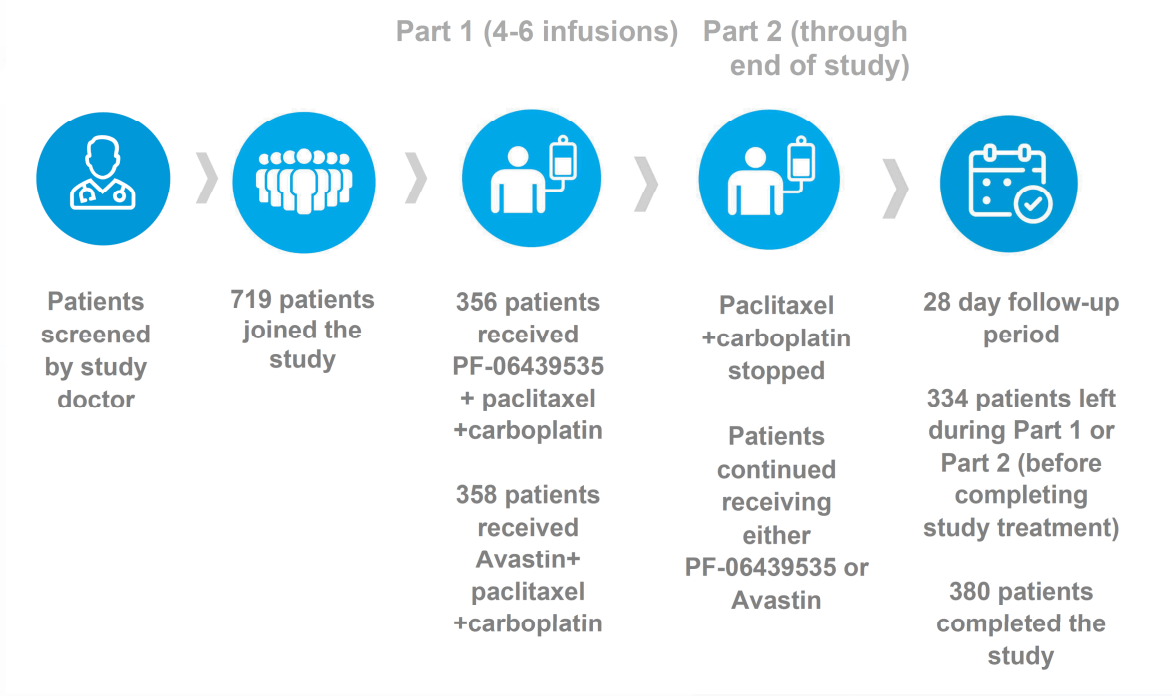 Part 1 (4-6 infusions)
Part 2 (through
end of study)
Patients
screened
by study
doctor
719 patients
joined the
study
356 patients
received
PF-06439535
+ paclitaxel
+carboplatin
358 patients
received
Avastin+
paclitaxel
+carboplatin
Paclitaxel
+carboplatin
stopped
Patients
continued
receiving
either
PF-06439535 or
Avastin
28 day follow-up
period
334 patients left
during Part 1 or
Part 2 (before
completing
study treatment)
380 patients
completed the
study